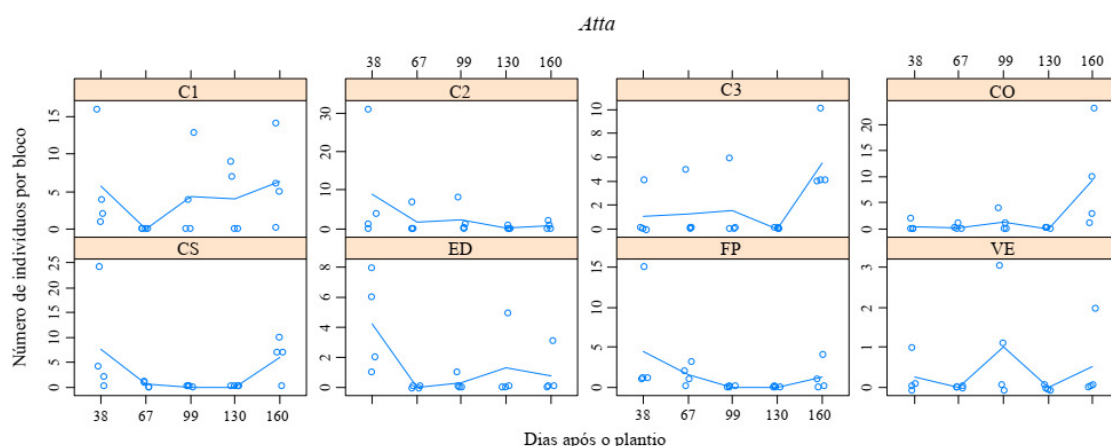 Atta
38 67 99 130 160 38 67 99 130 160
C1 C2 C3 CO
0 5 10 15
0 10 20 30
0 2 4 6 8 10
0 5 10 15 20
CS ED FP VE
0 5 10 15 20 25
0 2 4 6 8
0 5 10 15
0 1 2 3
38 67 99 130 160 38 67 99 130 160
Número de indivíduos por bloco
Dias após o plantio